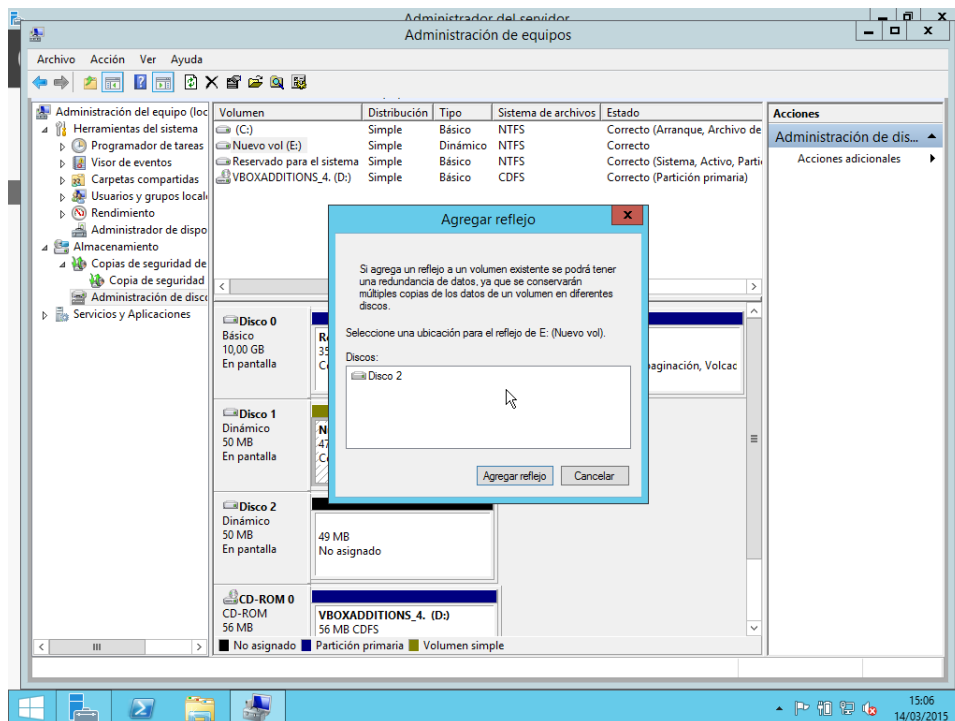 Administrador del servidor
Administración de equipos
Archivo Acción Ver Ayuda
Administración del equipo (loc
Herramientas del sistema
Programador de tareas
Visor de eventos
Carpetas compartidas
Usuarios y grupos locale
Rendimiento
Administrador de dispo
Almacenamiento
Copias de seguridad de
Copia de seguridad
Administración de disco
Servicios y Aplicaciones
Volumen Distribución Tipo Sistema de archivos Estado
(C:) Simple Básico NTFS Correcto (Arranque, Archivo de
Nuevo vol (E:) Simple Dinámico NTFS Correcto
Reservado para el sistema Simple Básico NTFS Correcto (Sistema, Activo, Parti
VBOXADDITIONS_4. (D:) Simple Básico CDFS Correcto (Partición primaria)
Acciones
Administración de dis...
Acciones adicionales
Agregar reflejo
x
Si agrega un reflejo a un volumen existente se podrá tener
una redundancia de datos, ya que se conservarán
múltiples copias de los datos de un volumen en diferentes
discos.
Seleccione una ubicación para el reflejo de E: (Nuevo vol).
Discos:
Disco 2
Agregar reflejo Cancelar
Disco 0
Básico
10,00 GB
En pantalla
R
35
C
aginación, Volcac
Disco 1
Dinámico
50 MB
En pantalla
N
47
C
Disco 2
Dinámico
50 MB
En pantalla
49 MB
No asignado
CD-ROM 0
CD-ROM
56 MB
VBOXADDITIONS_4. (D:)
56 MB CDFS
No asignado Partición primaria Volumen simple
15:06
14/03/2015